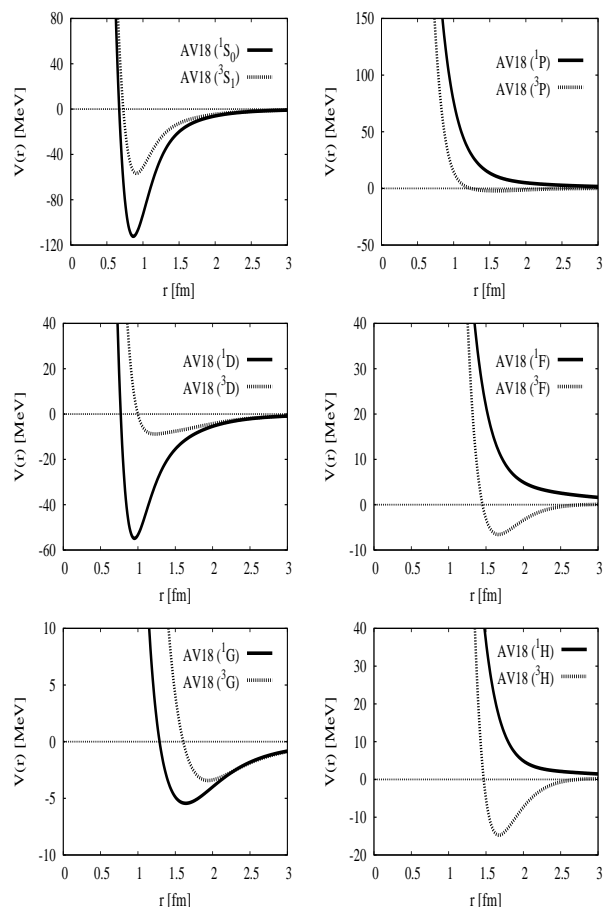 80
40
0
-40
-80
-120
V(r) [MeV]
AV18 (¹S₀)
AV18 (³S₁)
0 0.5 1 1.5 2 2.5 3
r [fm]
150
100
50
0
-50
V(r) [MeV]
AV18 (¹P)
AV18 (³P)
0 0.5 1 1.5 2 2.5 3
r [fm]
40
20
0
-20
-40
-60
V(r) [MeV]
AV18 (¹D)
AV18 (³D)
0 0.5 1 1.5 2 2.5 3
r [fm]
40
30
20
10
0
-10
V(r) [MeV]
AV18 (¹F)
AV18 (³F)
0 0.5 1 1.5 2 2.5 3
r [fm]
10
5
0
-5
-10
V(r) [MeV]
AV18 (¹G)
AV18 (³G)
0 0.5 1 1.5 2 2.5 3
r [fm]
40
30
20
10
0
-10
-20
V(r) [MeV]
AV18 (¹H)
AV18 (³H)
0 0.5 1 1.5 2 2.5 3
r [fm]